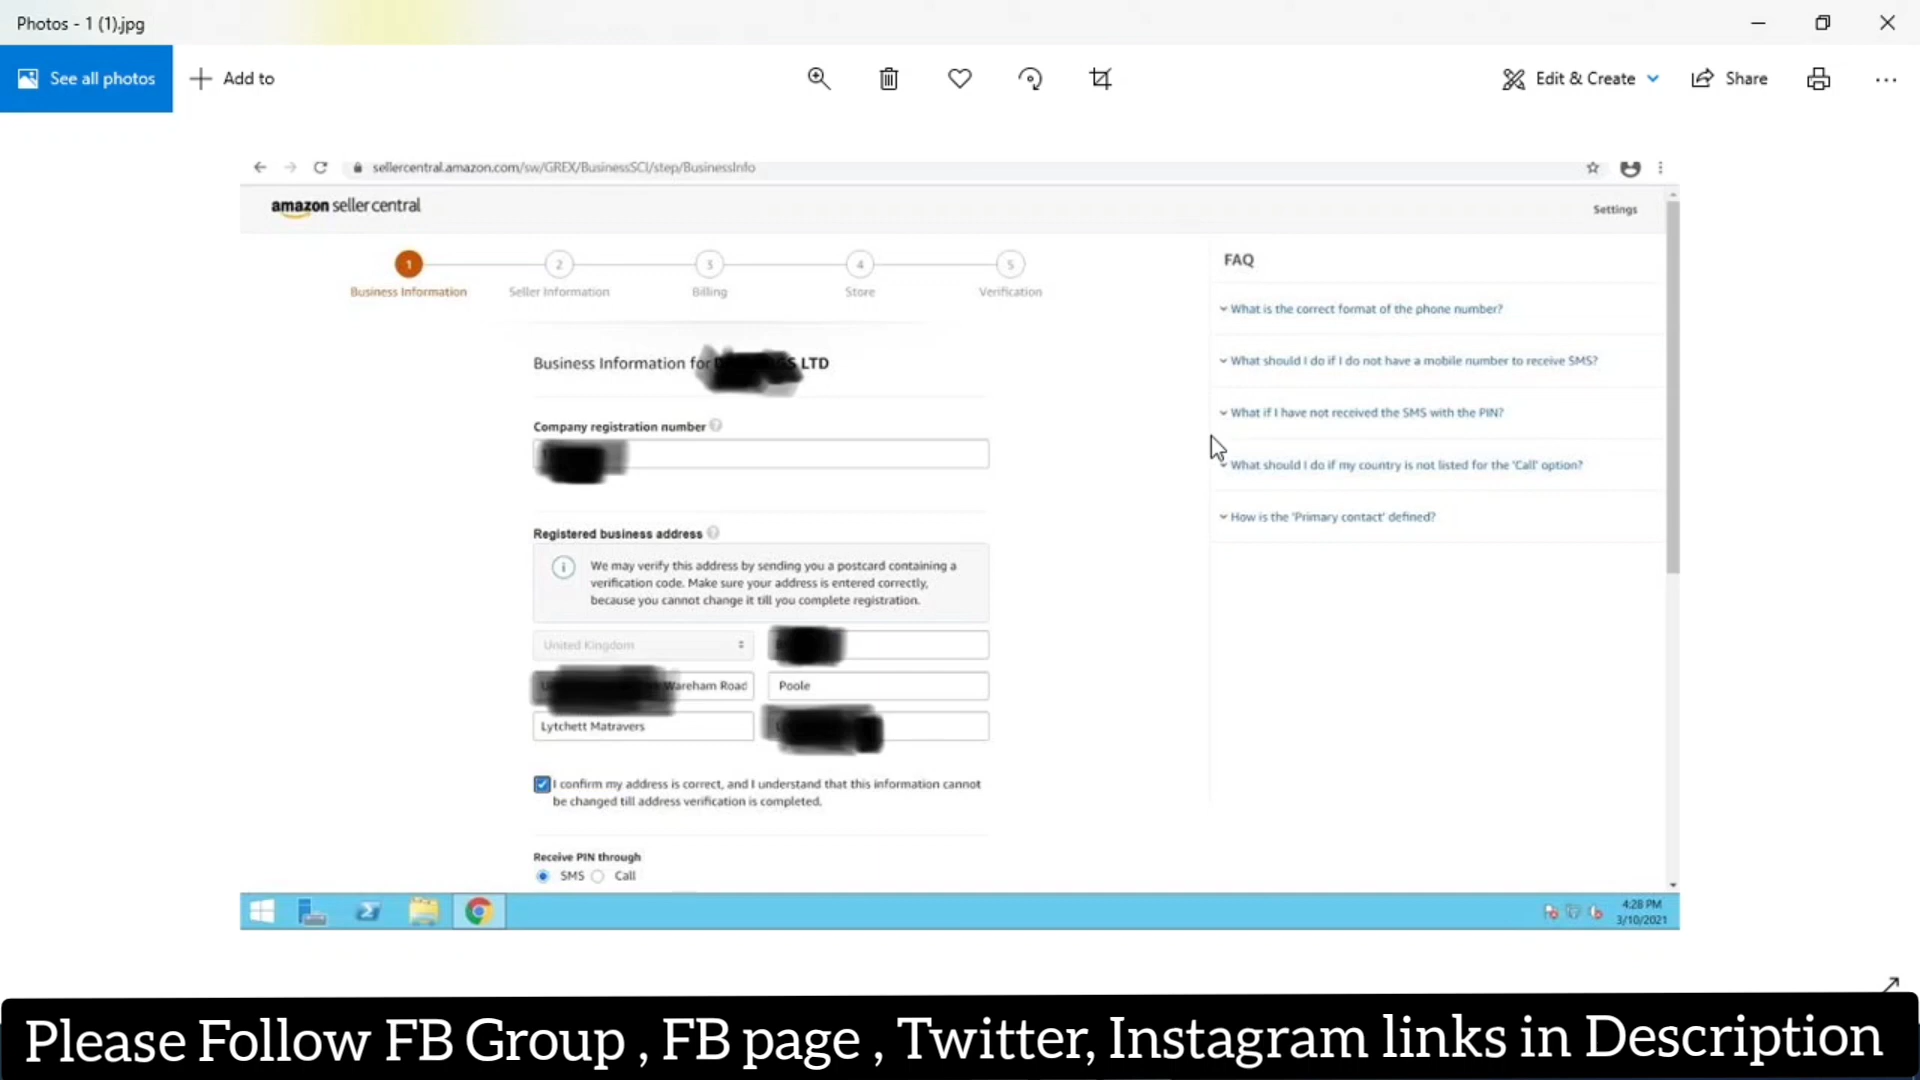 Photos - 1 (1).jpg
See all photos
Add to
Edit & Create
Share
sellercentral.amazon.com/sw/GREX/BusinessSCI/step/BusinessInfo
amazon seller central
Settings
1
2
3
4
5
Business Information
Seller Information
Billing
Store
Verification
Business Information for
LTD
Company registration number
Registered business address
We may verify this address by sending you a postcard containing a
verification code. Make sure your address is entered correctly,
because you cannot change it till you complete registration.
United Kingdom
Wareham Road
Poole
Lytchett Matravers
I confirm my address is correct, and I understand that this information cannot
be changed till address verification is completed.
Receive PIN through
SMS
Call
FAQ
What is the correct format of the phone number?
What should I do if I do not have a mobile number to receive SMS?
What if I have not received the SMS with the PIN?
What should I do if my country is not listed for the 'Call' option?
How is the 'Primary contact' defined?
4:28 PM
3/10/2021
Please Follow FB Group , FB page , Twitter, Instagram links in Description